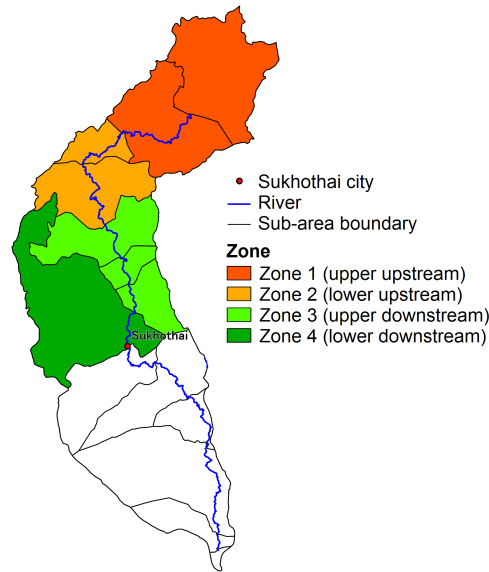 Sukhothai city
River
Sub-area boundary
Zone
Zone 1 (upper upstream)
Zone 2 (lower upstream)
Zone 3 (upper downstream)
Zone 4 (lower downstream)
Sukhothai